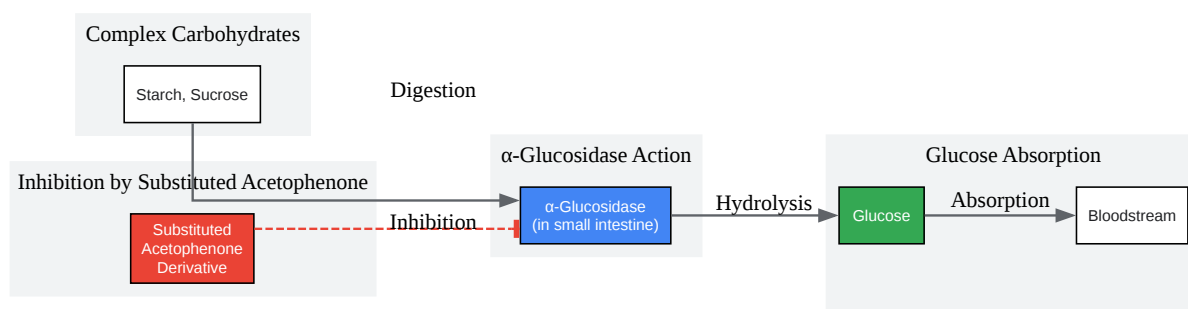 Complex Carbohydrates
Starch, Sucrose
Digestion
Inhibition by Substituted Acetophenone
Substituted
Acetophenone
Derivative
Inhibition
α-Glucosidase Action
α-Glucosidase
(in small intestine)
Hydrolysis
Glucose Absorption
Glucose
Absorption
Bloodstream